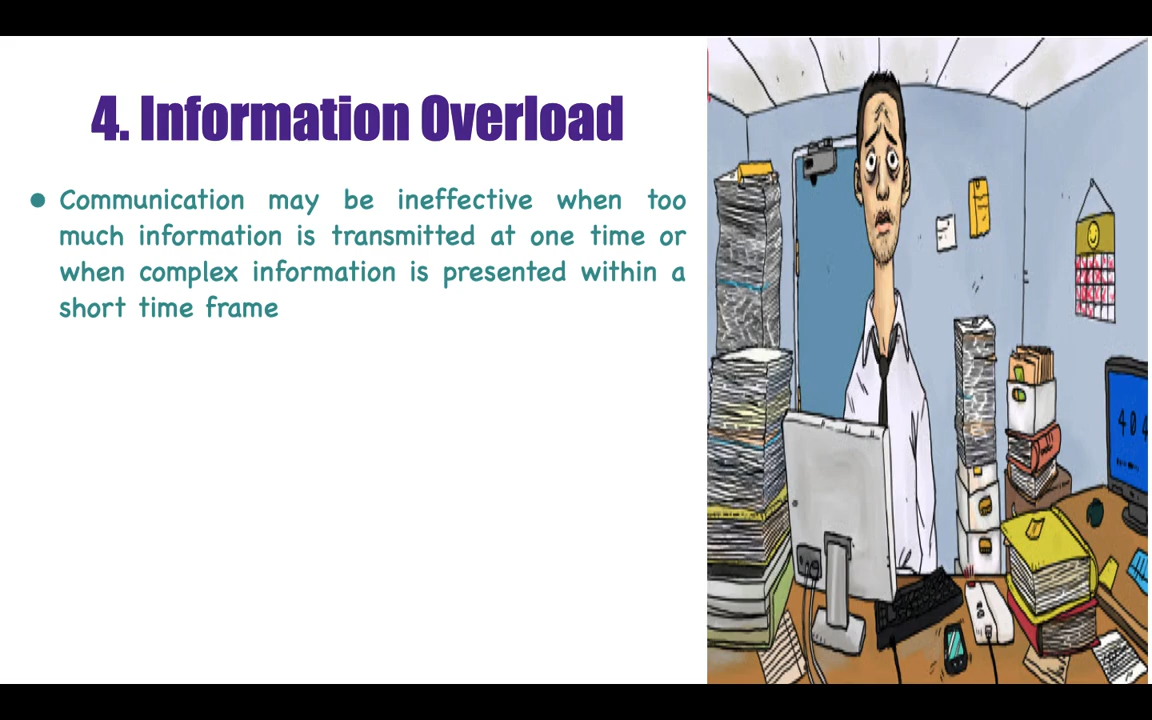 4. Information Overload
● Communication may be ineffective when too
much information is transmitted at one time or
when complex information is presented within a
short time frame
404